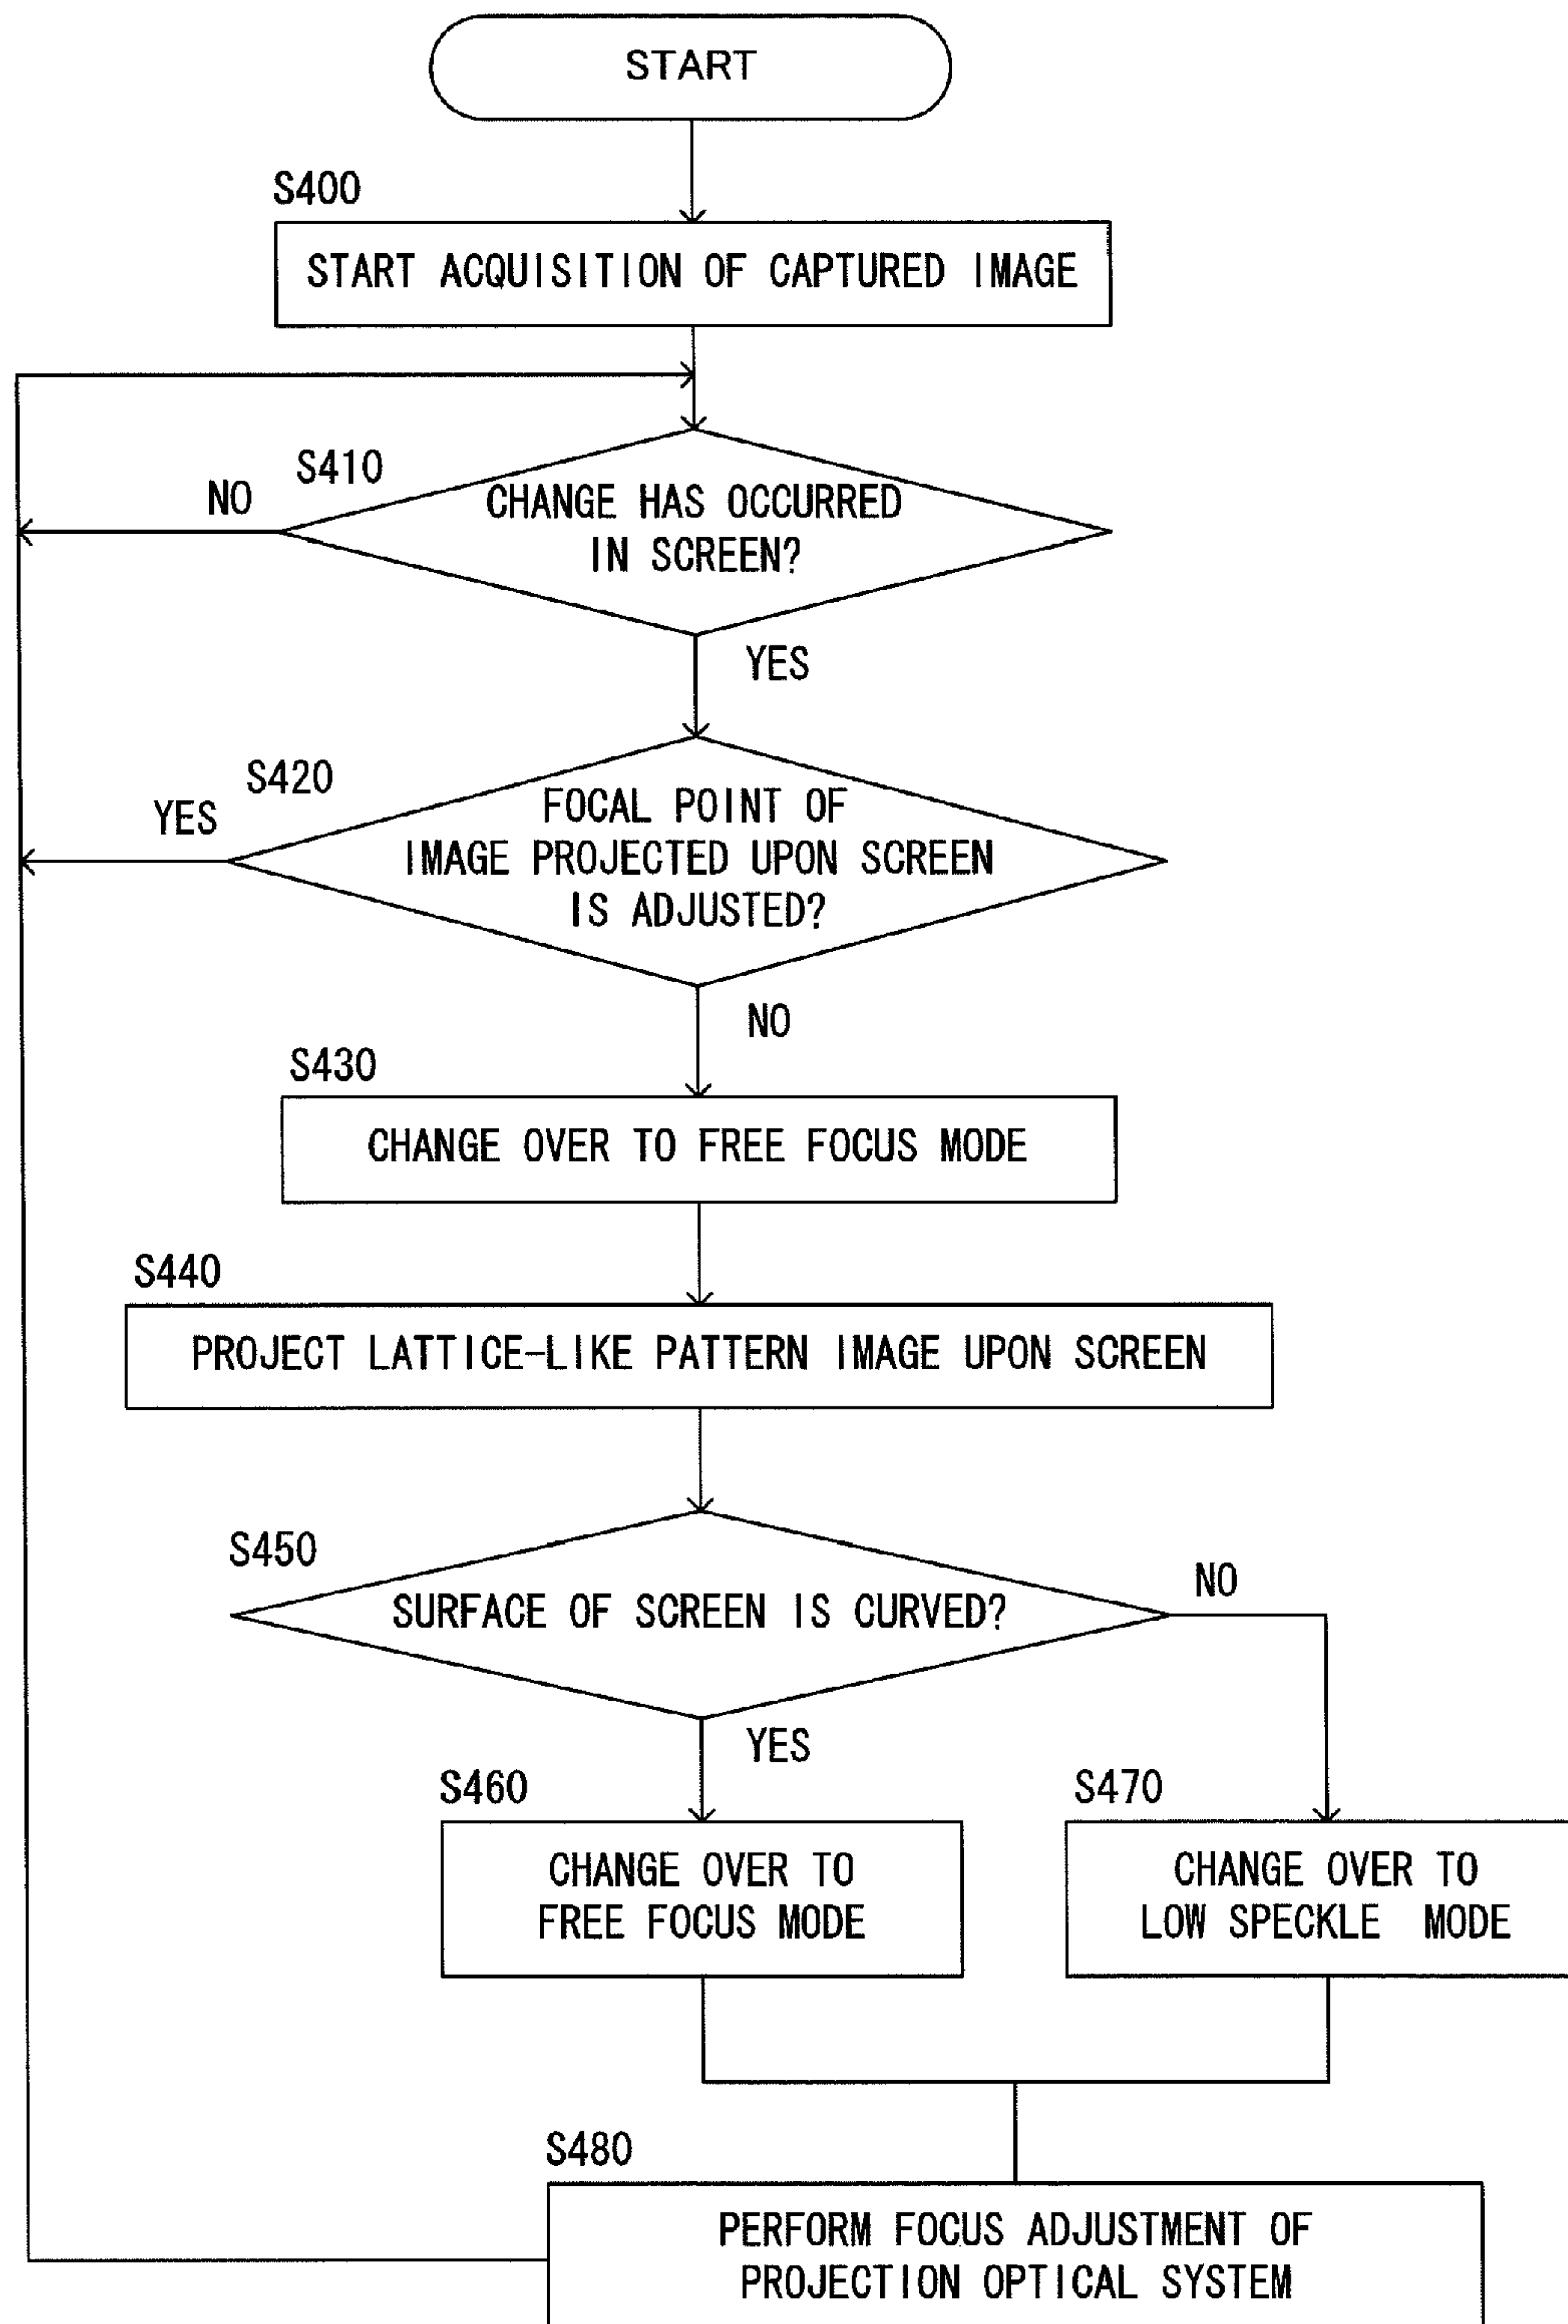 START
S400
START ACQUISITION OF CAPTURED IMAGE
S410
NO
CHANGE HAS OCCURRED
IN SCREEN?
YES
S420
YES
FOCAL POINT OF
IMAGE PROJECTED UPON SCREEN
IS ADJUSTED?
NO
S430
CHANGE OVER TO FREE FOCUS MODE
S440
PROJECT LATTICE-LIKE PATTERN IMAGE UPON SCREEN
S450
NO
SURFACE OF SCREEN IS CURVED?
YES
S460
CHANGE OVER TO
FREE FOCUS MODE
S470
CHANGE OVER TO
LOW SPECKLE MODE
S480
PERFORM FOCUS ADJUSTMENT OF
PROJECTION OPTICAL SYSTEM